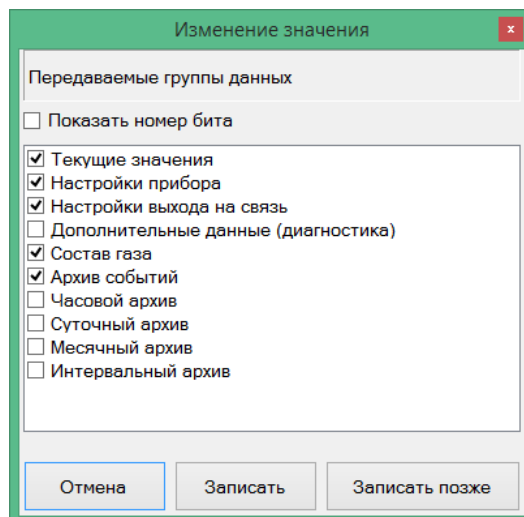 Изменение значения
x
Передаваемые группы данных
Показать номер бита
Текущие значения
Настройки прибора
Настройки выхода на связь
Дополнительные данные (диагностика)
Состав газа
Архив событий
Часовой архив
Суточный архив
Месячный архив
Интервальный архив
Отмена Записать Записать позже